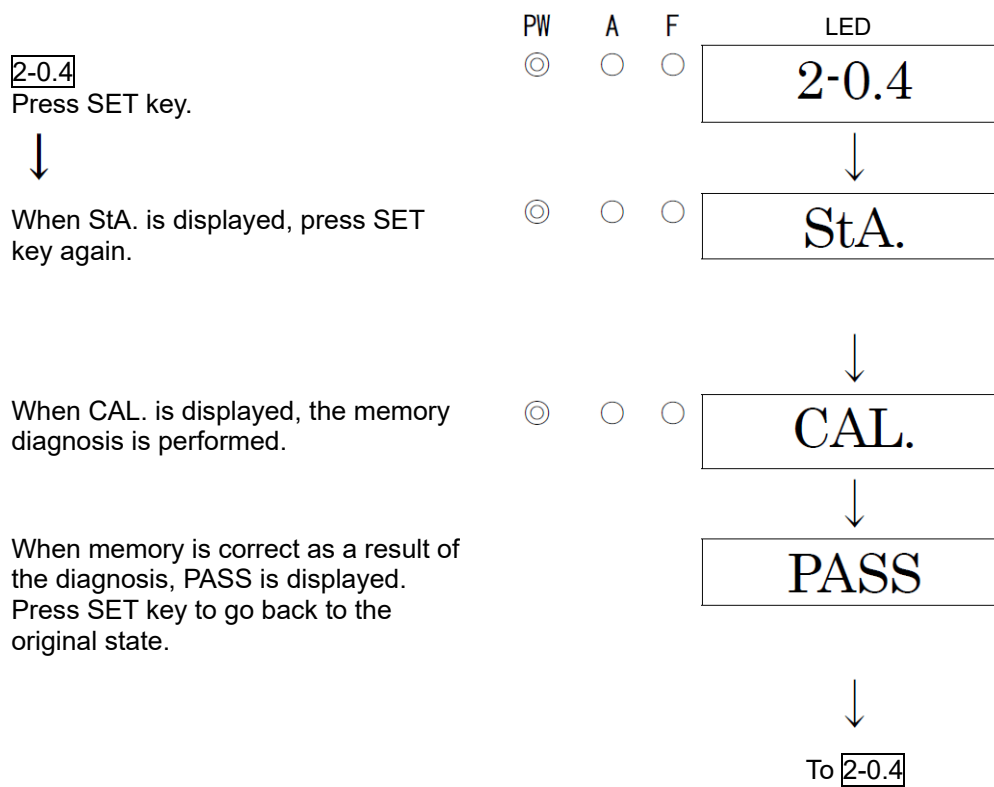 PW A F LED
2-0.4
Press SET key.
2-0.4
When StA. is displayed, press SET
key again.
StA.
When CAL. is displayed, the memory
diagnosis is performed.
CAL.
When memory is correct as a result of
the diagnosis, PASS is displayed.
Press SET key to go back to the
original state.
PASS
To 2-0.4